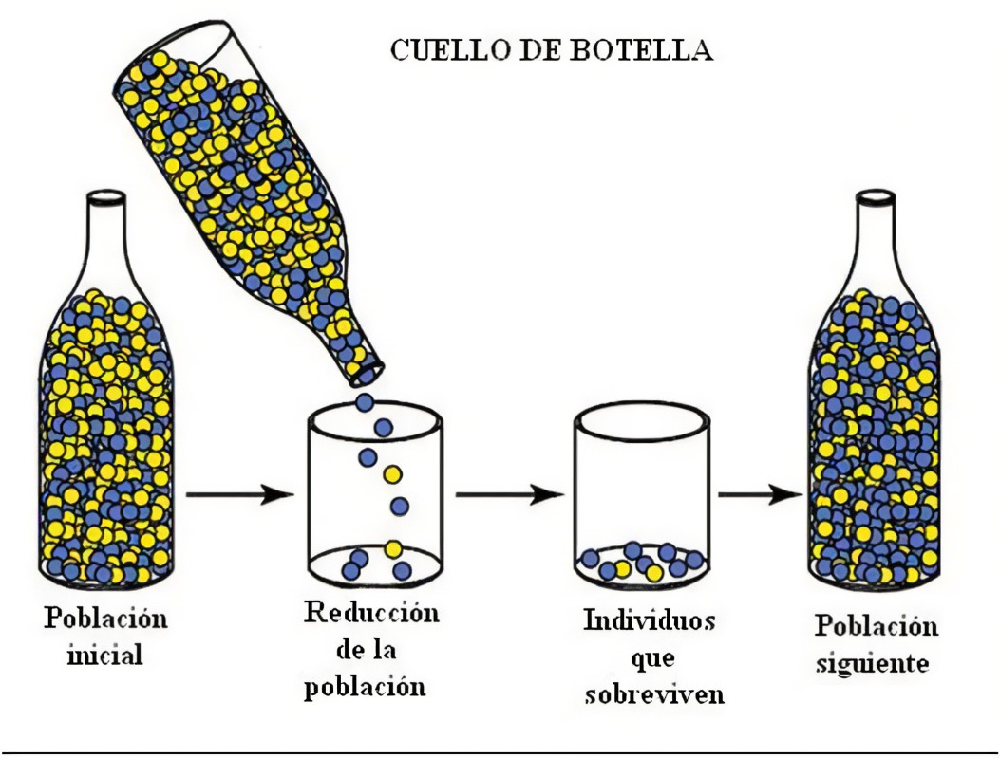 CUELLO DE BOTELLA
Población
inicial
Reducción
de la
población
Individuos
que
sobreviven
Población
siguiente